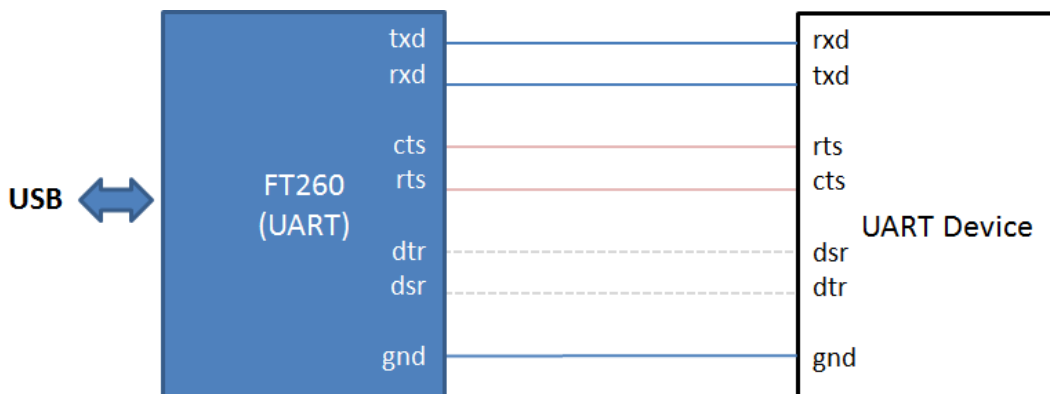 txd
rxd
rxd
txd
cts
rts
rts
cts
USB
FT260
(UART)
UART Device
dtr
dsr
dsr
dtr
gnd
gnd